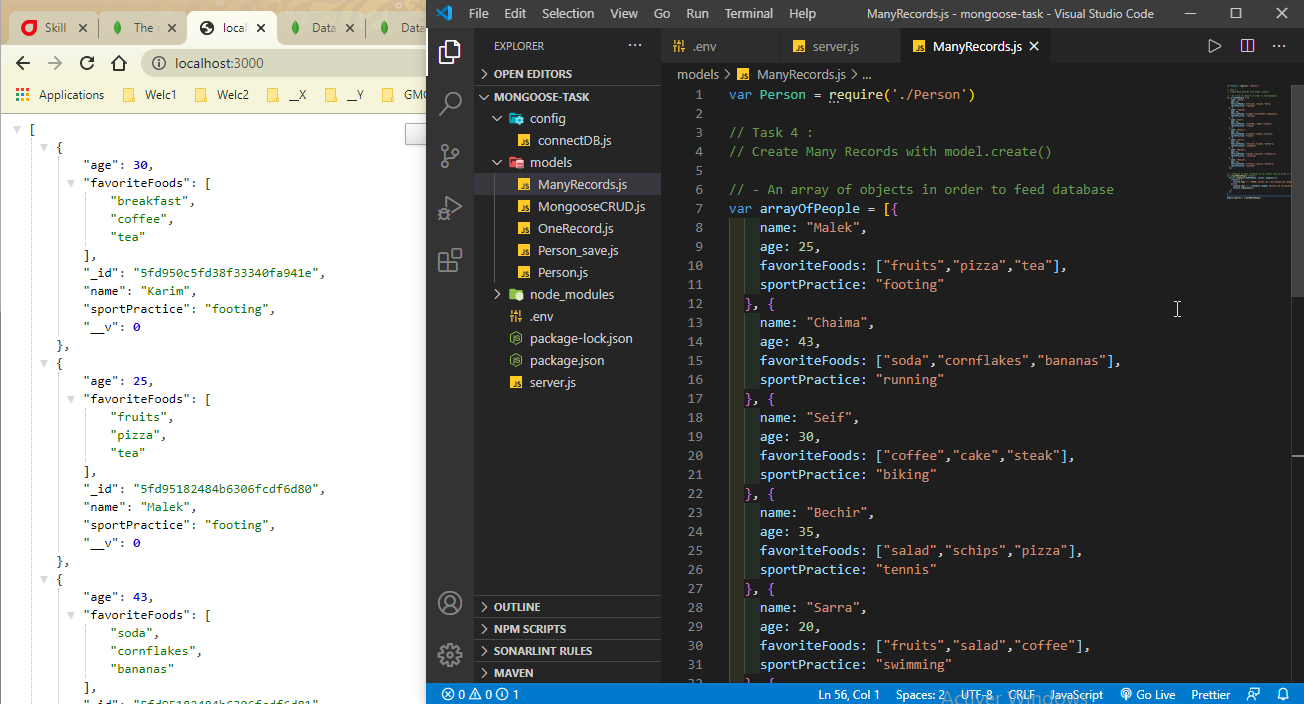 Skill
The
local
Data
Data
localhost:3000
Applications
Welc1
Welc2
__X
__Y
GMC
[
{
"age": 30,
"favoriteFoods": [
"breakfast",
"coffee",
"tea"
],
"_id": "5fd950c5fd38f33340fa941e",
"name": "Karim",
"sportPractice": "footing",
"__v": 0
},
{
"age": 25,
"favoriteFoods": [
"fruits",
"pizza",
"tea"
],
"_id": "5fd95182484b6306fcdf6d80",
"name": "Malek",
"sportPractice": "footing",
"__v": 0
},
{
"age": 43,
"favoriteFoods": [
"soda",
"cornflakes",
"bananas"
],
"_id": "5fd95182484b6306fcdf6d81"
File Edit Selection View Go Run Terminal Help
ManyRecords.js - mongoose-task - Visual Studio Code
EXPLORER
OPEN EDITORS
MONGOOSE-TASK
config
connectDB.js
models
ManyRecords.js
MongooseCRUD.js
OneRecord.js
Person_save.js
Person.js
node_modules
.env
package-lock.json
package.json
server.js
OUTLINE
NPM SCRIPTS
SONARLINT RULES
MAVEN
.env
server.js
ManyRecords.js
models > ManyRecords.js > ...
1 var Person = require('./Person')
2
3 // Task 4 :
4 // Create Many Records with model.create()
5
6 // - An array of objects in order to feed database
7 var arrayOfPeople = [{
8 name: "Malek",
9 age: 25,
10 favoriteFoods: ["fruits","pizza","tea"],
11 sportPractice: "footing"
12 }, {
13 name: "Chaima",
14 age: 43,
15 favoriteFoods: ["soda","cornflakes","bananas"],
16 sportPractice: "running"
17 }, {
18 name: "Seif",
19 age: 30,
20 favoriteFoods: ["coffee","cake","steak"],
21 sportPractice: "biking"
22 }, {
23 name: "Bechir",
24 age: 35,
25 favoriteFoods: ["salad","schips","pizza"],
26 sportPractice: "tennis"
27 }, {
28 name: "Sarra",
29 age: 20,
30 favoriteFoods: ["fruits","salad","coffee"],
31 sportPractice: "swimming"
32 }, {
0 0 1
Ln 56, Col 1 Spaces: 2 UTF-8 CRLF JavaScript Go Live Prettier
Activer Windows